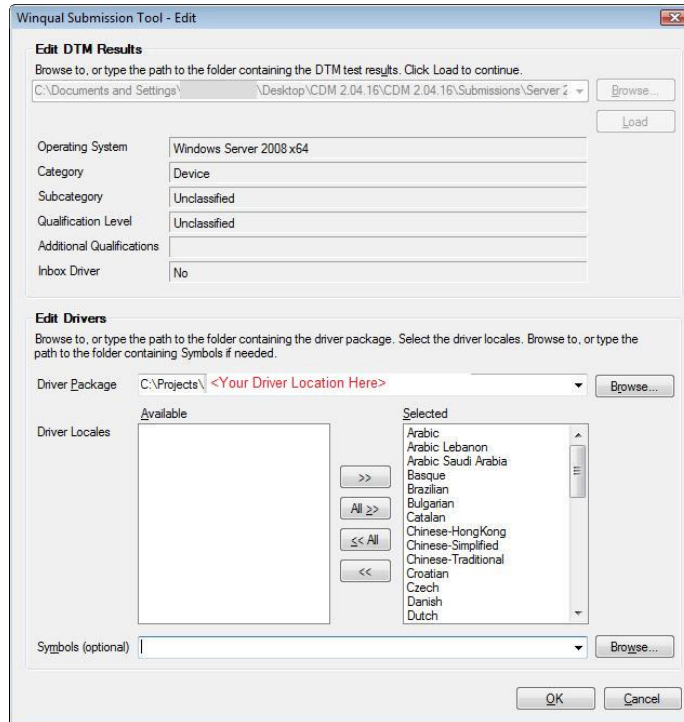 Winqual Submission Tool - Edit
Edit DTM Results
Browse to, or type the path to the folder containing the DTM test results. Click Load to continue.
C:\Documents and Settings\ \Desktop\CDM 2.04.16\CDM 2.04.16\Submissions\Server 2
Browse...
Load
Operating System Windows Server 2008 x64
Category Device
Subcategory Unclassified
Qualification Level Unclassified
Additional Qualifications
Inbox Driver No
Edit Drivers
Browse to, or type the path to the folder containing the driver package. Select the driver locales. Browse to, or type the
path to the folder containing Symbols if needed.
Driver Package C:\Projects\ <Your Driver Location Here> Browse...
Available Selected
Driver Locales
Arabic
Arabic Lebanon
Arabic Saudi Arabia
Basque
Brazilian
Bulgarian
Catalan
Chinese-HongKong
Chinese-Simplified
Chinese-Traditional
Croatian
Czech
Danish
Dutch
>>
All >>
<< All
<<
Symbols (optional) Browse...
OK Cancel